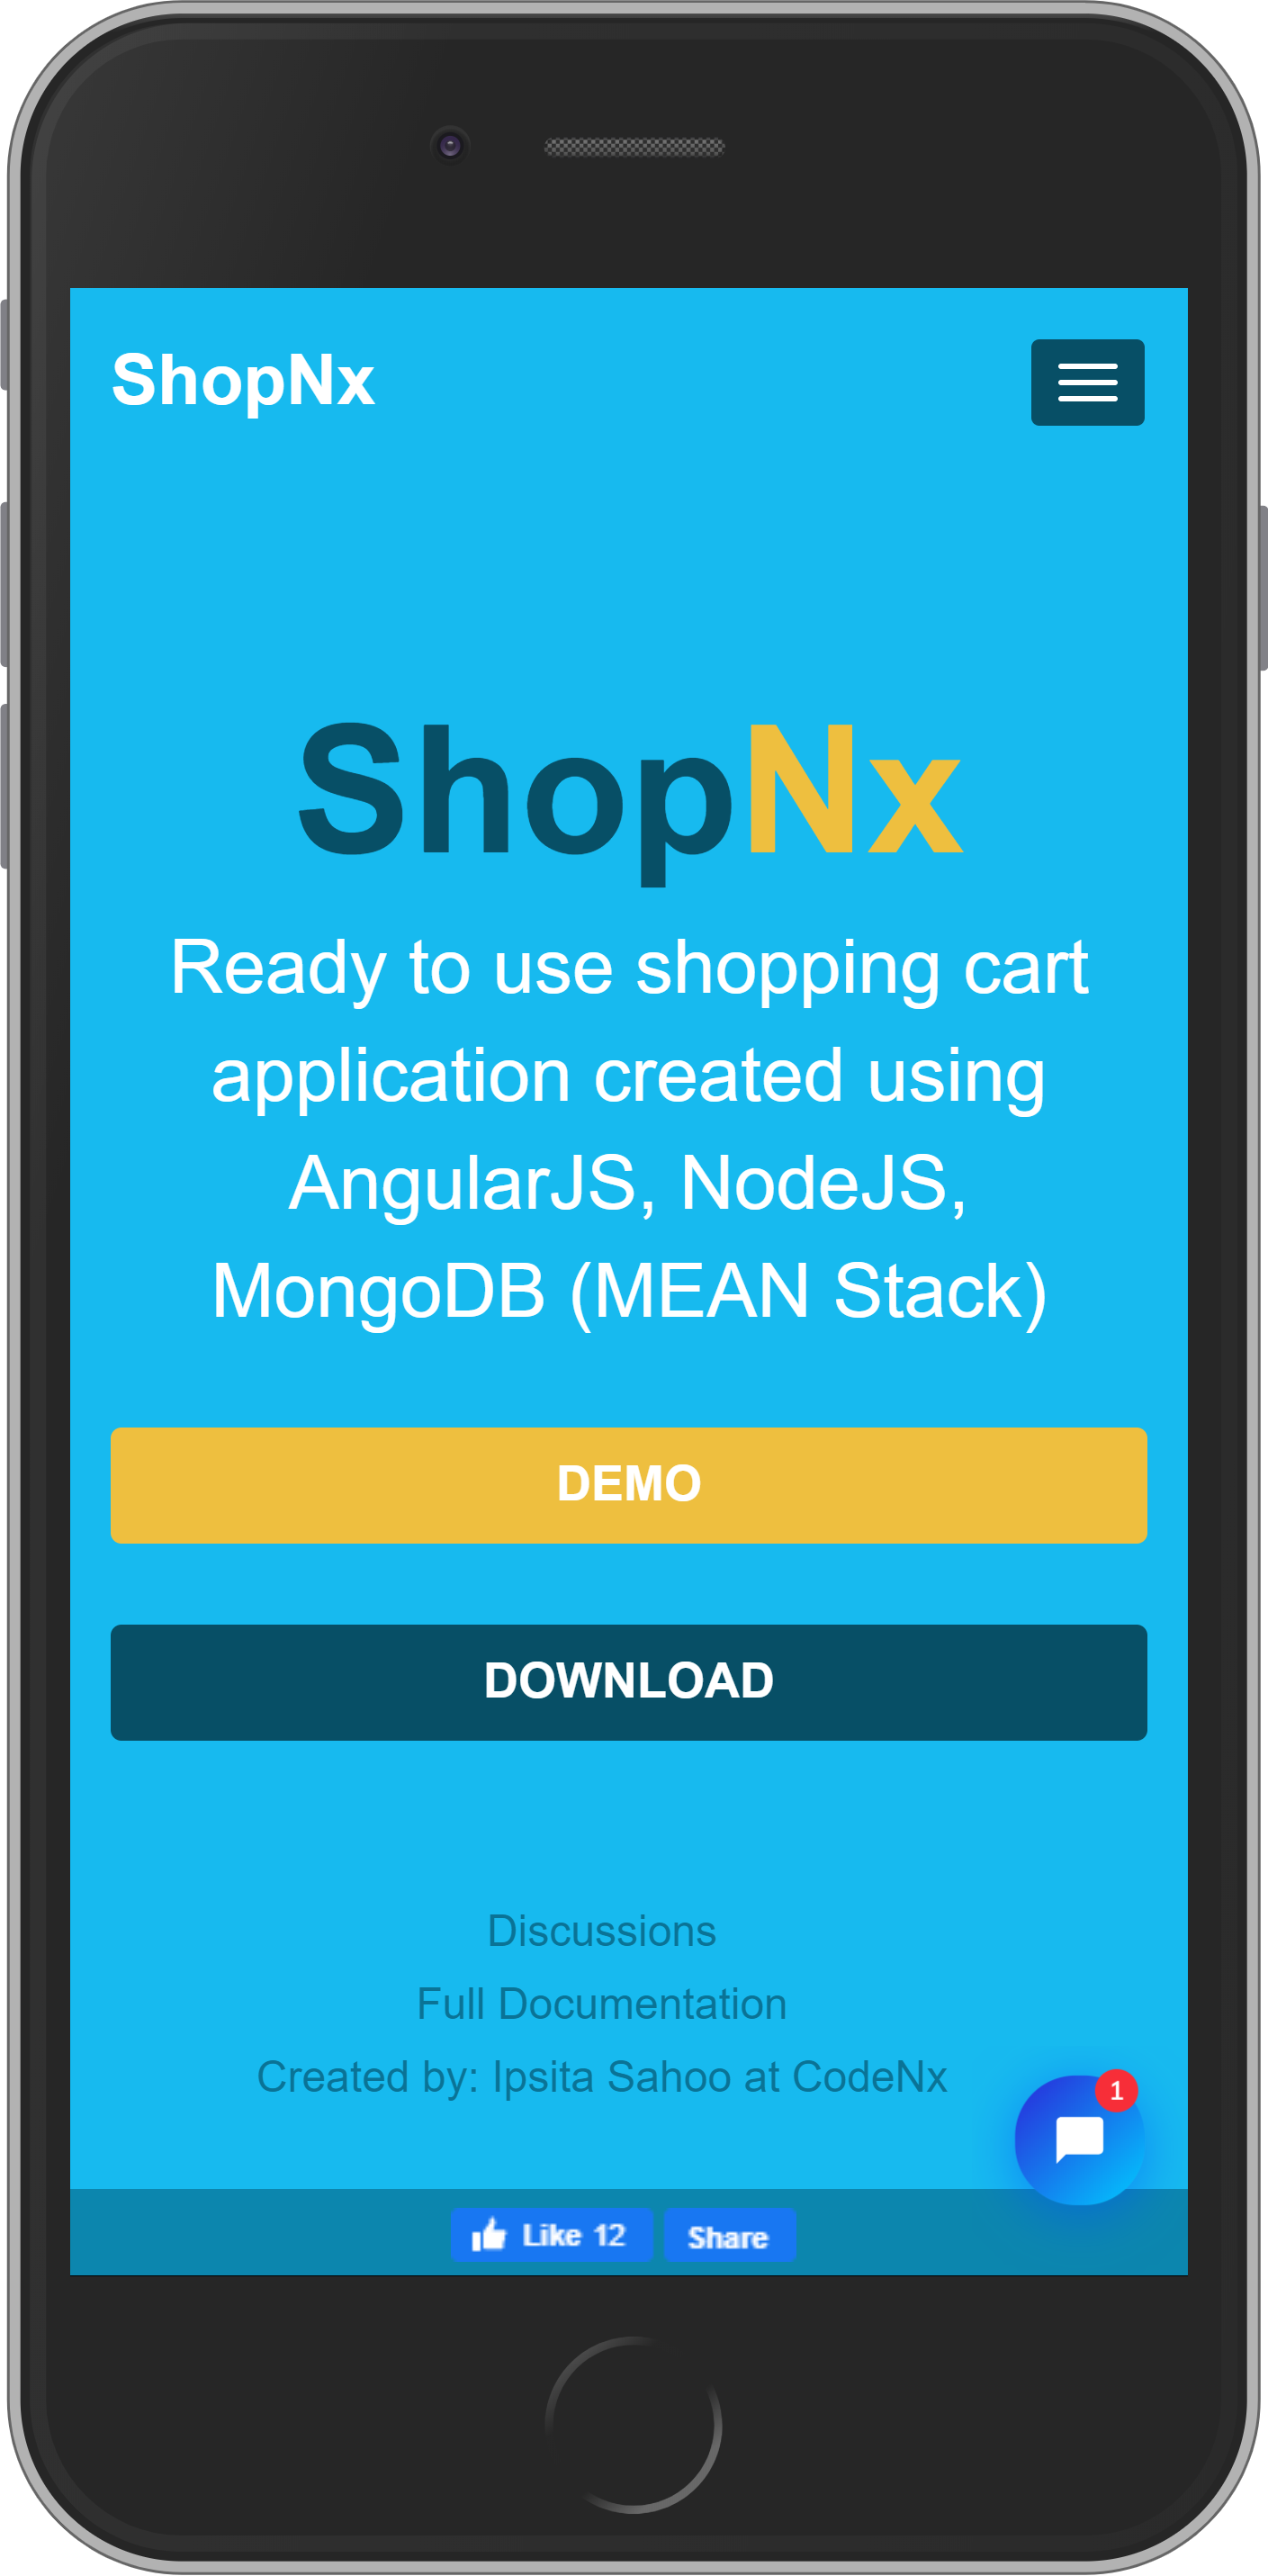 ShopNx
ShopNx
Ready to use shopping cart
application created using
AngularJS, NodeJS,
MongoDB (MEAN Stack)
DEMO
DOWNLOAD
Discussions
Full Documentation
Created by: Ipsita Sahoo at CodeNx
1
Like 12 Share